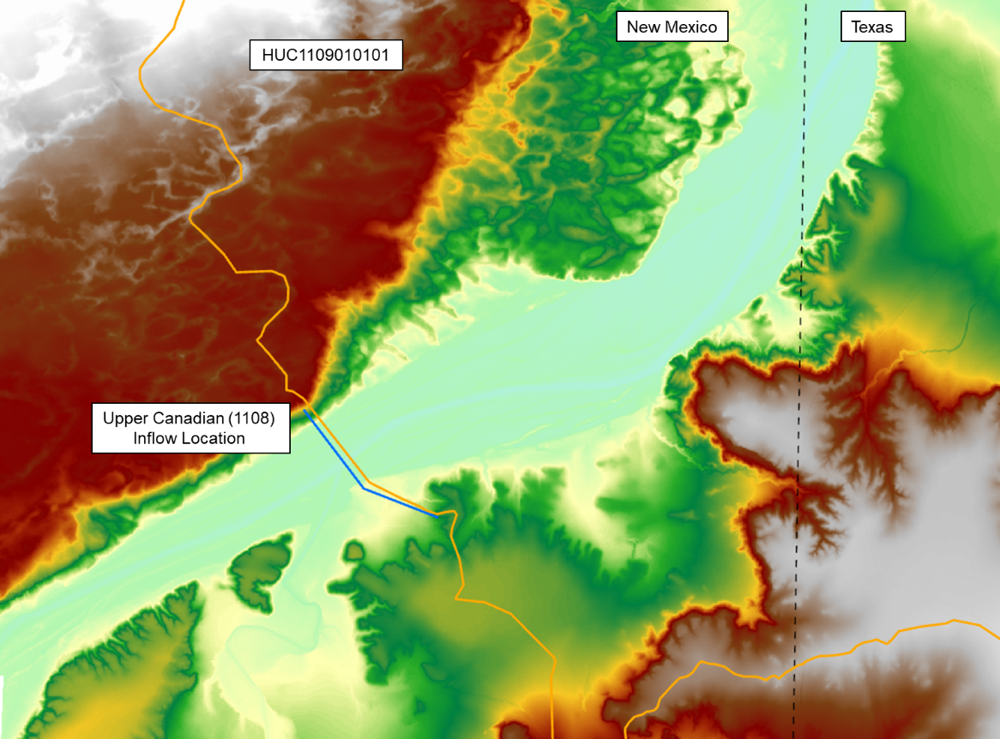 New Mexico
Texas
HUC1109010101
Upper Canadian (1108)
Inflow Location